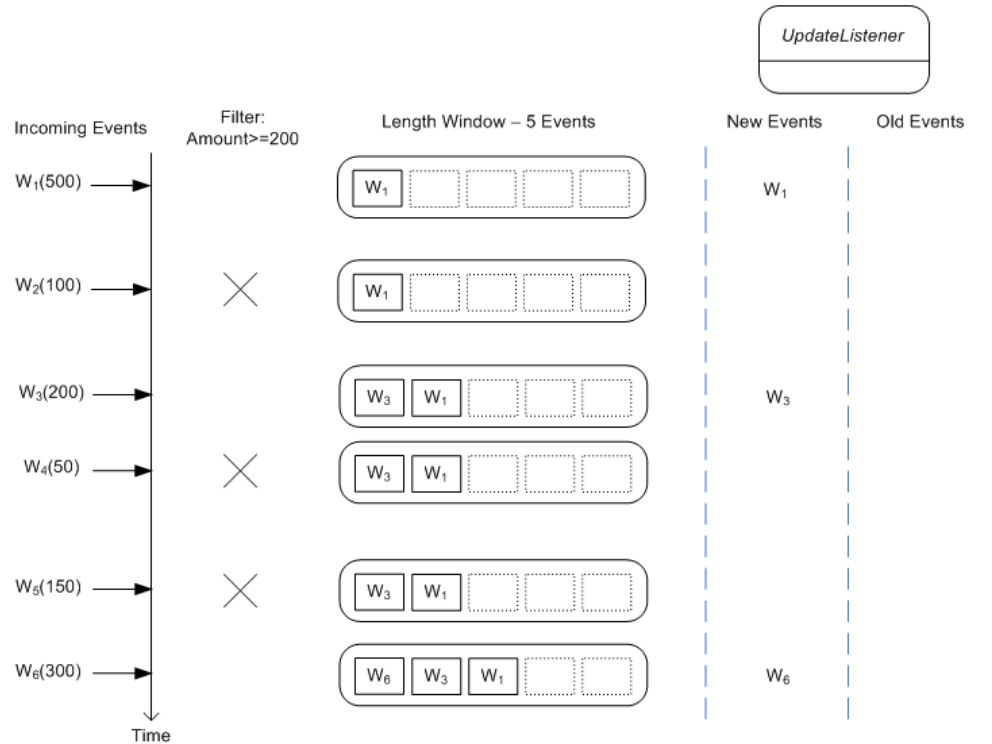 UpdateListener
Incoming Events
Filter:
Amount>=200
Length Window – 5 Events
New Events
Old Events
W₁(500)
W₁
W₁
W₂(100)
W₁
W₃(200)
W₃ W₁
W₃
W₄(50)
W₃ W₁
W₅(150)
W₃ W₁
W₆(300)
W₆ W₃ W₁
W₆
Time